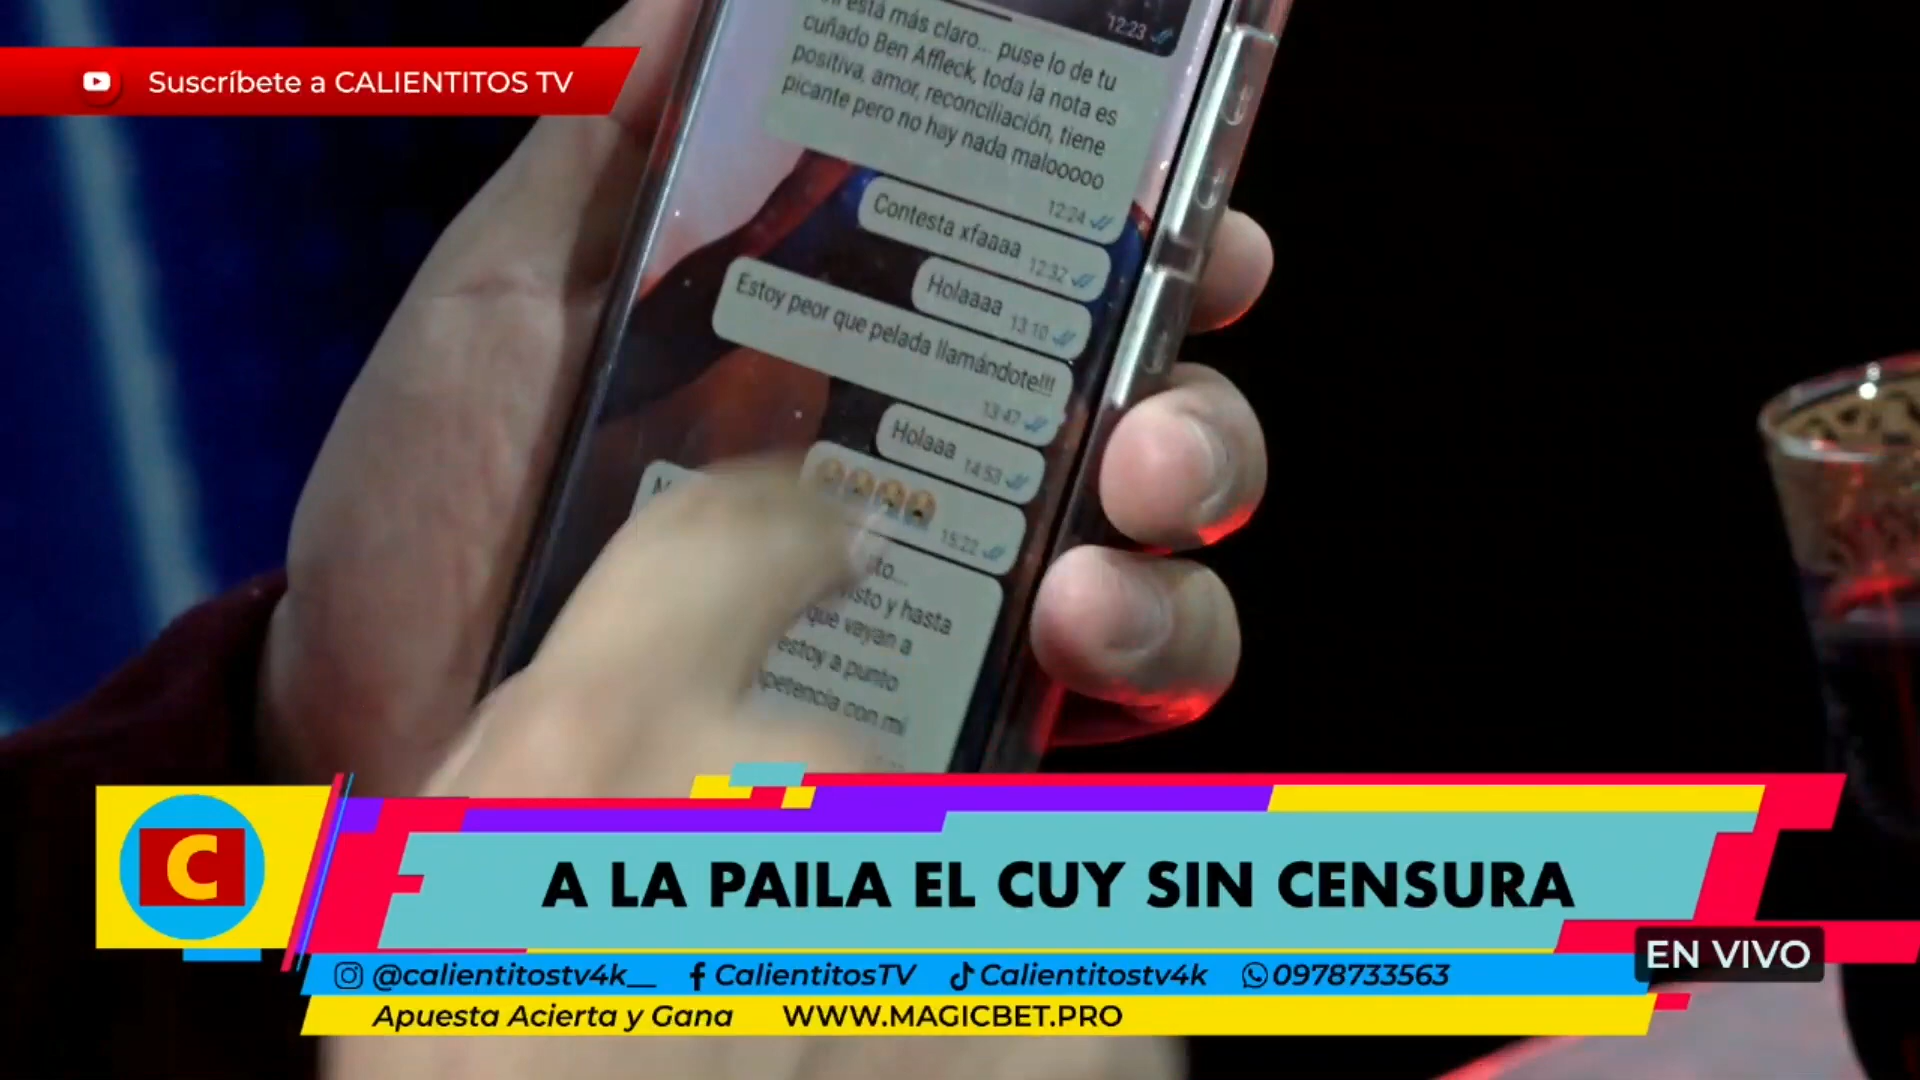 Suscríbete a CALIENTITOS TV
12:23
está más claro... puse lo de tu
cuñado Ben Affleck, toda la nota es
positiva, amor, reconciliación, tiene
picante pero no hay nada malooooo
12:24
Contesta xfaaaa
12:32
Holaaaa
13:10
Estoy peor que pelada llamándote!!!
13:47
Holaaa
14:53
15:22
y hasta
que vayan a
estoy a punto
con mi
C
A LA PAILA EL CUY SIN CENSURA
EN VIVO
@calientitostv4k__ CalientitosTV Calientitostv4k 0978733563
Apuesta Acierta y Gana WWW.MAGICBET.PRO